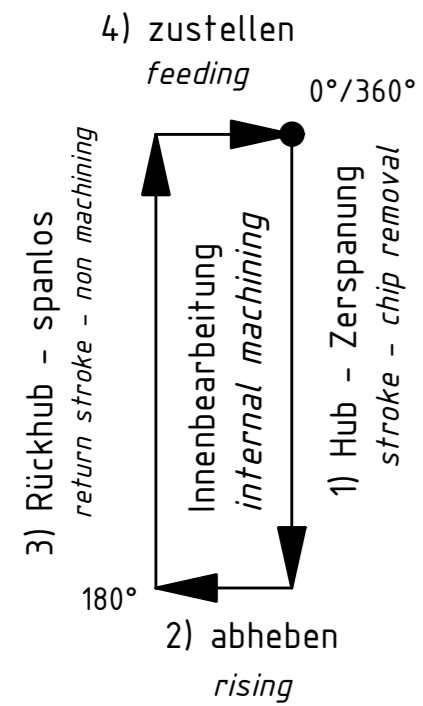 4) zustellen
feeding
0°/360°
3) Rückhub - spanlos
return stroke - non machining
Innenbearbeitung
internal machining
1) Hub - Zerspanung
stroke - chip removal
180°
2) abheben
rising